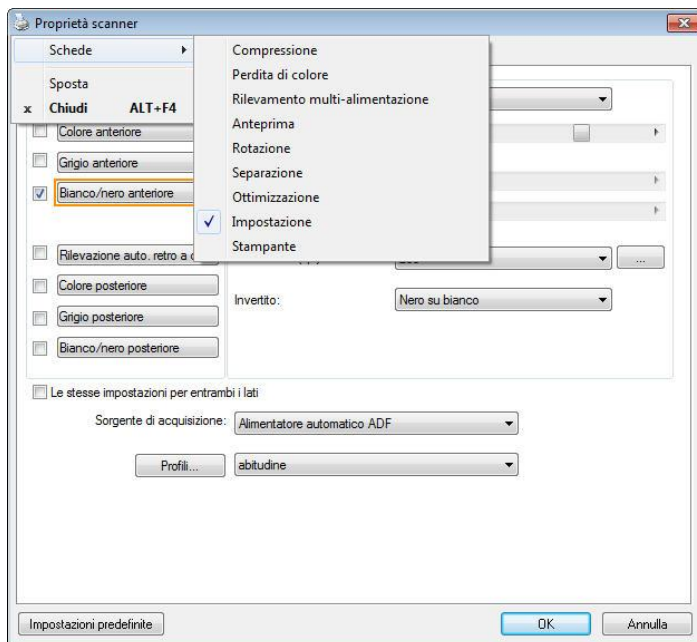 Proprietà scanner
Schede
Sposta
x Chiudi ALT+F4
Compressione
Perdita di colore
Rilevamento multi-alimentazione
Anteprima
Rotazione
Separazione
Ottimizzazione
Impostazione
Stampante
Colore anteriore
Grigio anteriore
Bianco/nero anteriore
Rilevazione auto. retro a
...
Colore posteriore
Invertito: Nero su bianco
Grigio posteriore
Bianco/nero posteriore
Le stesse impostazioni per entrambi i lati
Sorgente di acquisizione: Alimentatore automatico ADF
Profili... abitudine
Impostazioni predefinite OK Annulla